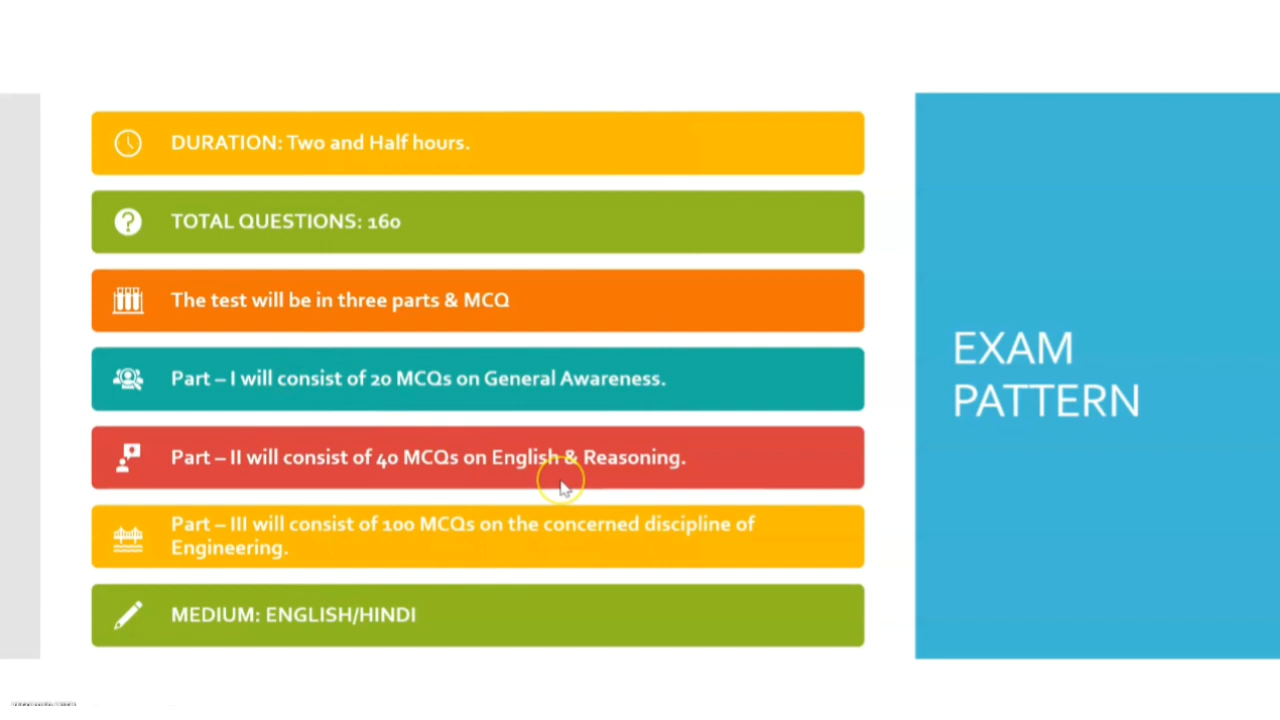 DURATION: Two and Half hours.
TOTAL QUESTIONS: 160
The test will be in three parts & MCQ
Part – I will consist of 20 MCQs on General Awareness.
Part – II will consist of 40 MCQs on English & Reasoning.
Part – III will consist of 100 MCQs on the concerned discipline of
Engineering.
MEDIUM: ENGLISH/HINDI
EXAM
PATTERN